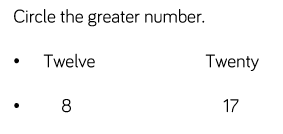 Circle the greater number.
• Twelve Twenty
• 8 17